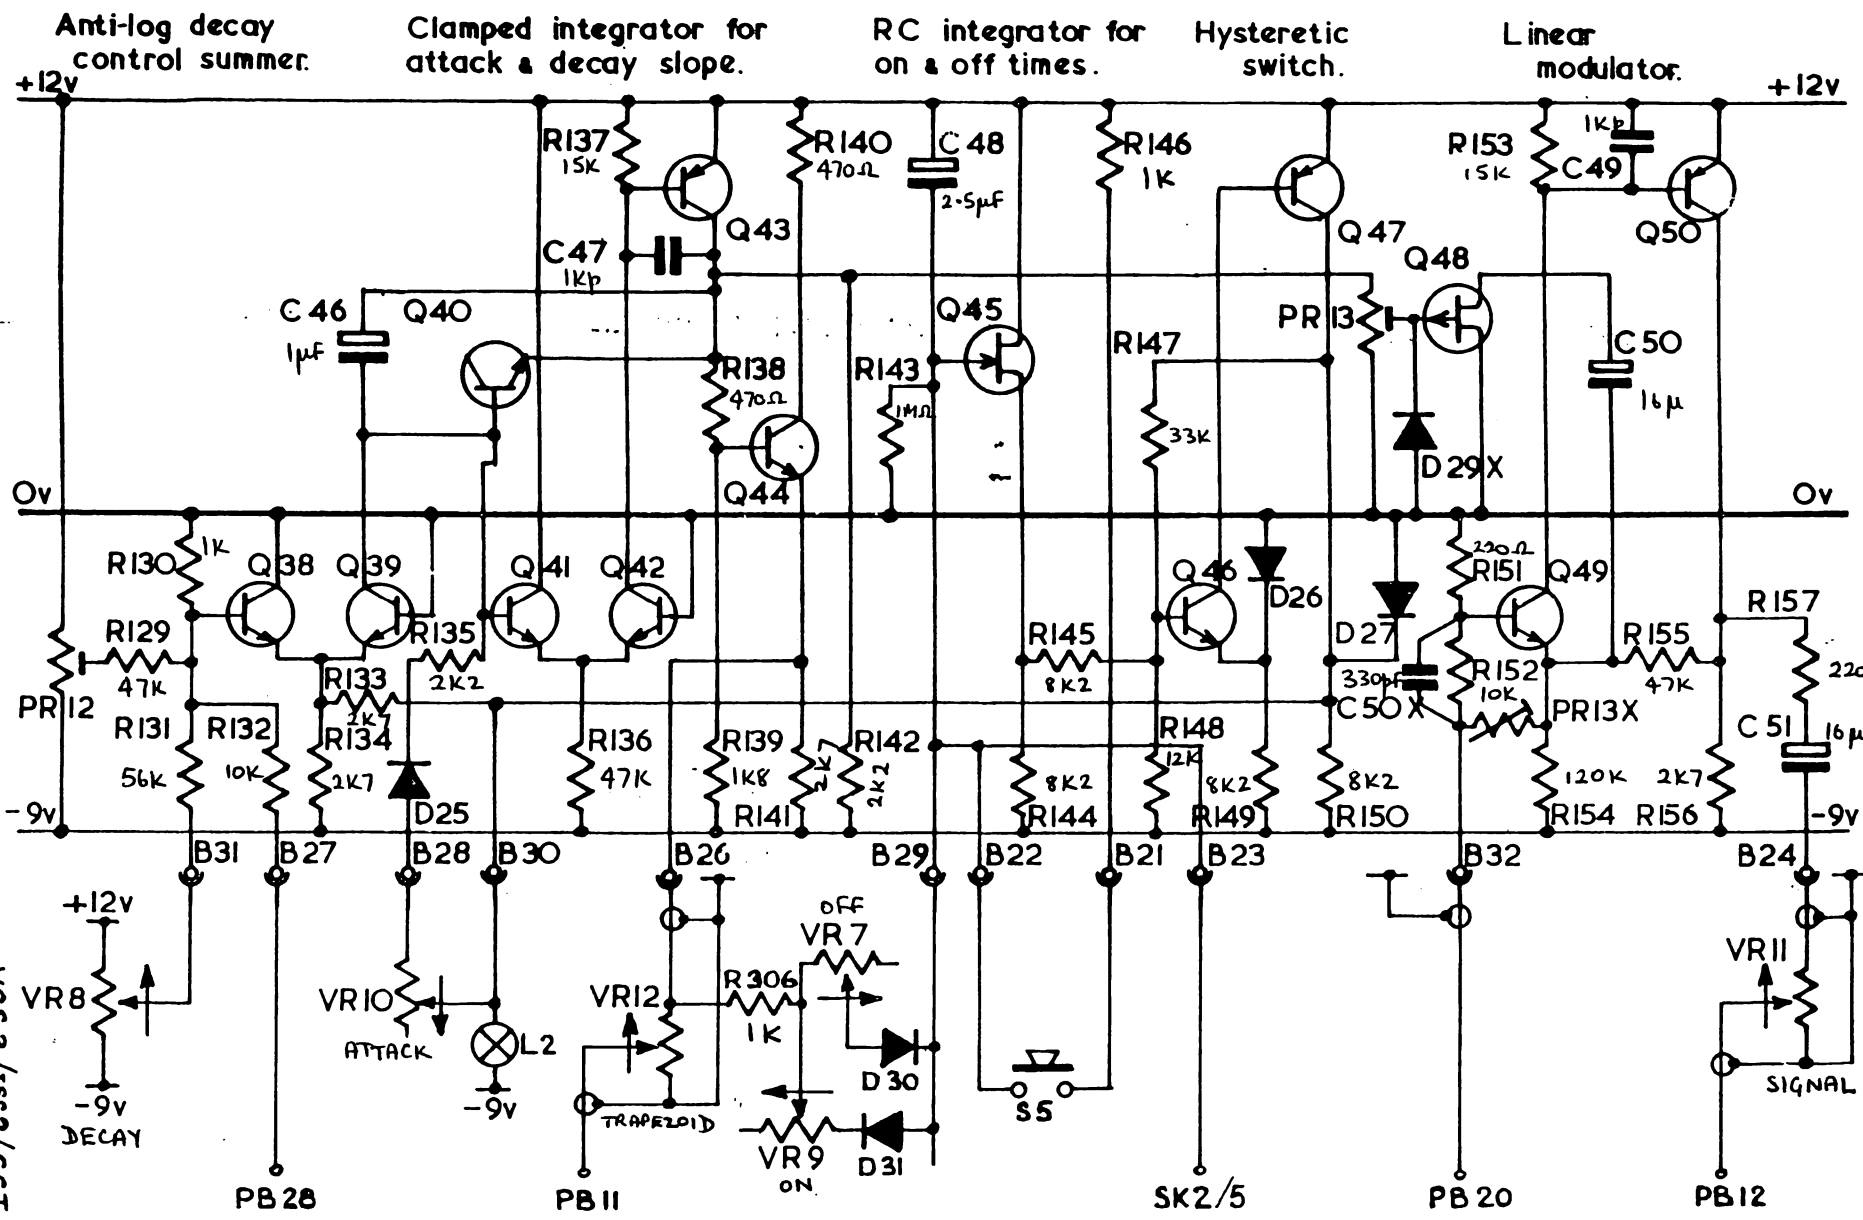 Anti-log decay
control summer.
Clamped integrator for
attack & decay slope.
RC integrator for
on & off times.
Hysteretic
switch.
Linear
modulator.
+12v
+12v
R137
15K
R140
470Ω
C48
2.5µF
R146
1K
R153
15K
1Kp
C49
Q43
C47
1Kp
Q47
Q50
Q48
C46
1µF
Q40
Q45
PR13
R147
33K
C50
16µ
R138
470Ω
R143
1MΩ
D29X
Q44
0v
0v
R130
1K
Q38
Q39
Q41
Q42
Q46
D26
220Ω
R151
Q49
D27
R157
R129
47K
R135
2K2
R145
8K2
330pF
C50X
R152
10K
R155
47K
220
PR12
R133
2K7
PR13X
R131
56K
R132
10K
R134
2K7
R136
47K
R139
1K8
2K7
R141
R142
2K2
8K2
R144
R148
12K
8K2
R149
8K2
R150
120K
R154
2K7
R156
C51
16µ
D25
-9v
-9v
B31
B27
B28
B30
B26
B29
B22
B21
B23
B32
B24
+12v
VR8
-9v
DECAY
VR10
ATTACK
L2
-9v
VR12
TRAPEZOID
R306
1K
OFF
VR7
D30
VR9
ON
D31
S5
VR11
SIGNAL
PB28
PB11
SK2/5
PB20
PB12